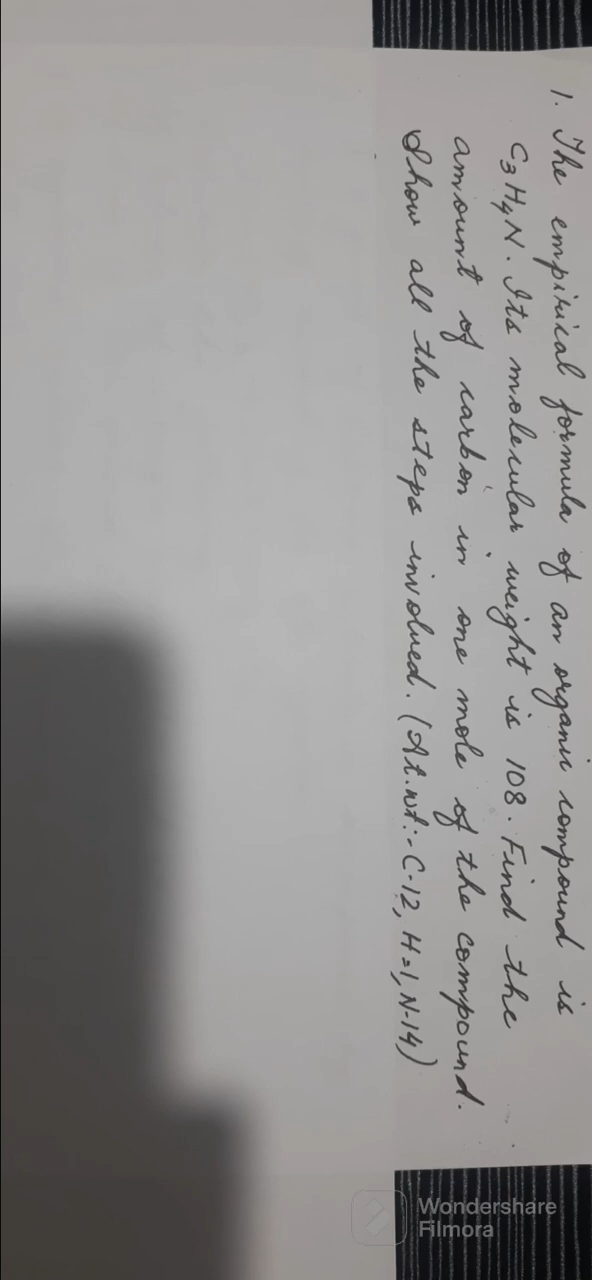 1. The empirical formula of an organic compound is
C₃H₄N. Its molecular weight is 108. Find the
amount of carbon in one mole of the compound.
Show all the steps involved. (At.wt:- C-12, H=1, N-14)
Wondershare
Filmora